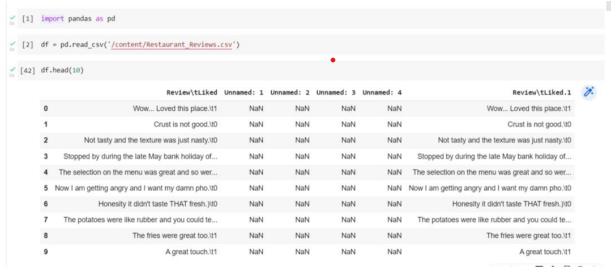 [1] import pandas as pd
[2] df = pd.read_csv('/content/Restaurant_Reviews.csv')
[42] df.head(10)
Review\tLiked Unnamed: 1 Unnamed: 2 Unnamed: 3 Unnamed: 4 Review\tLiked.1
0 Wow... Loved this place.\t1 NaN NaN NaN NaN Wow... Loved this place.\t1
1 Crust is not good.\t0 NaN NaN NaN NaN Crust is not good.\t0
2 Not tasty and the texture was just nasty.\t0 NaN NaN NaN NaN Not tasty and the texture was just nasty.\t0
3 Stopped by during the late May bank holiday of... NaN NaN NaN NaN Stopped by during the late May bank holiday of...
4 The selection on the menu was great and so wer... NaN NaN NaN NaN The selection on the menu was great and so wer...
5 Now I am getting angry and I want my damn pho.\t0 NaN NaN NaN NaN Now I am getting angry and I want my damn pho.\t0
6 Honeslty it didn't taste THAT fresh.)\t0 NaN NaN NaN NaN Honeslty it didn't taste THAT fresh.)\t0
7 The potatoes were like rubber and you could te... NaN NaN NaN NaN The potatoes were like rubber and you could te...
8 The fries were great too.\t1 NaN NaN NaN NaN The fries were great too.\t1
9 A great touch.\t1 NaN NaN NaN NaN A great touch.\t1